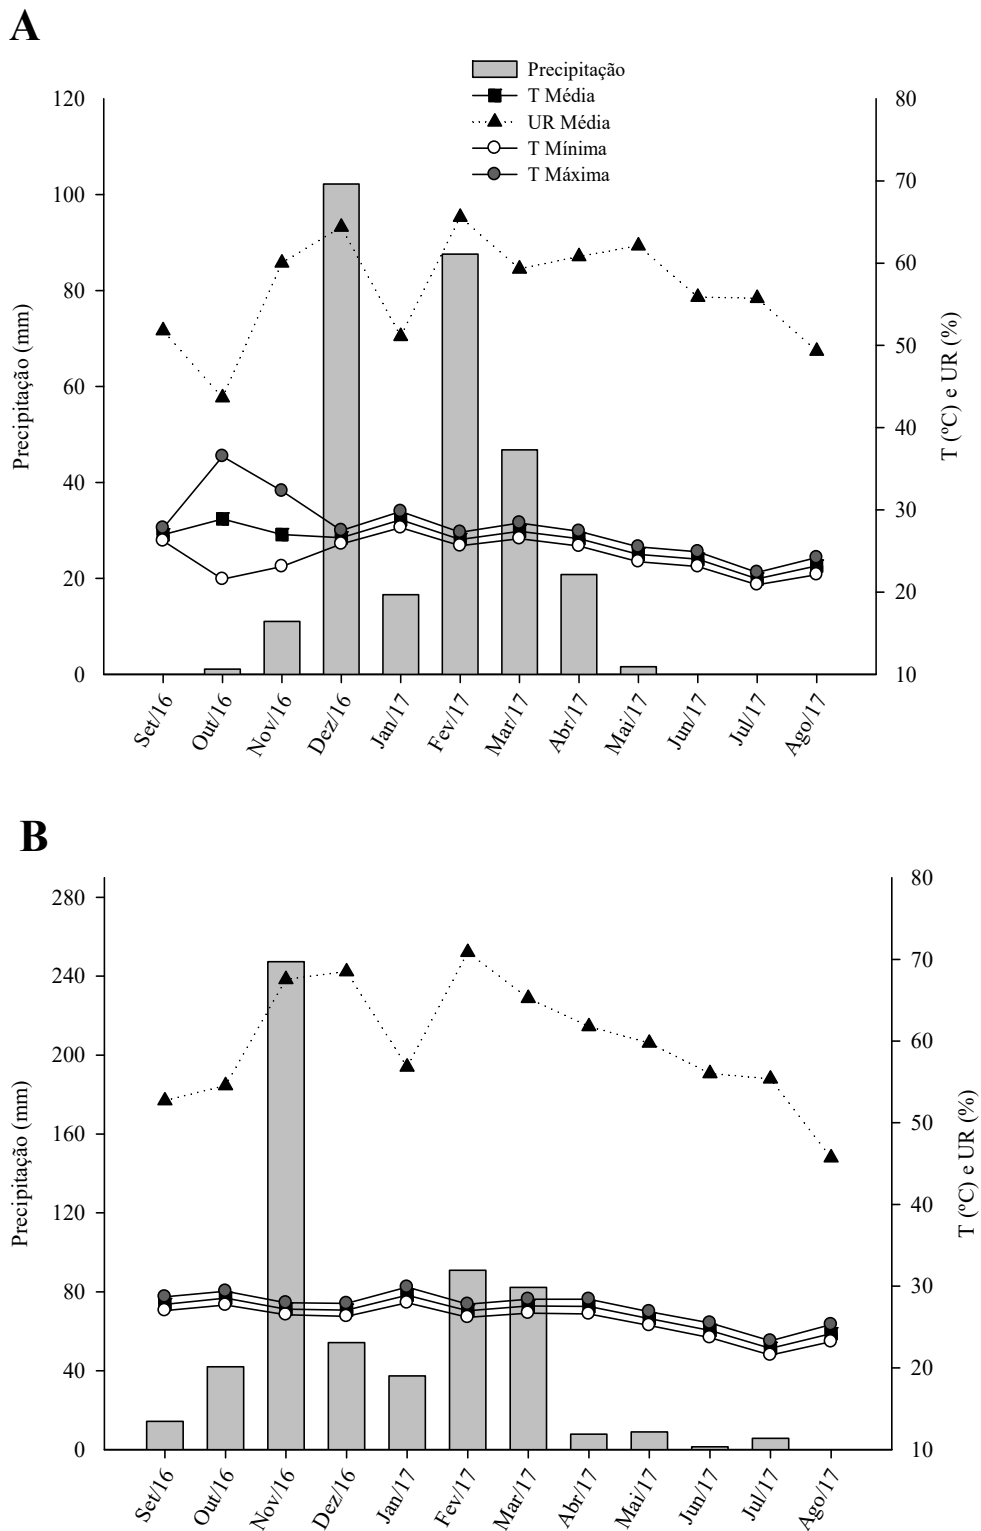 A
Precipitação
T Média
UR Média
T Mínima
T Máxima
120
100
80
60
40
20
0
Precipitação (mm)
80
70
60
50
40
30
20
10
T (ºC) e UR (%)
Set/16
Out/16
Nov/16
Dez/16
Jan/17
Fev/17
Mar/17
Abr/17
Mai/17
Jun/17
Jul/17
Ago/17
B
280
240
200
160
120
80
40
0
Precipitação (mm)
80
70
60
50
40
30
20
10
T (ºC) e UR (%)
Set/16
Out/16
Nov/16
Dez/16
Jan/17
Fev/17
Mar/17
Abr/17
Mai/17
Jun/17
Jul/17
Ago/17